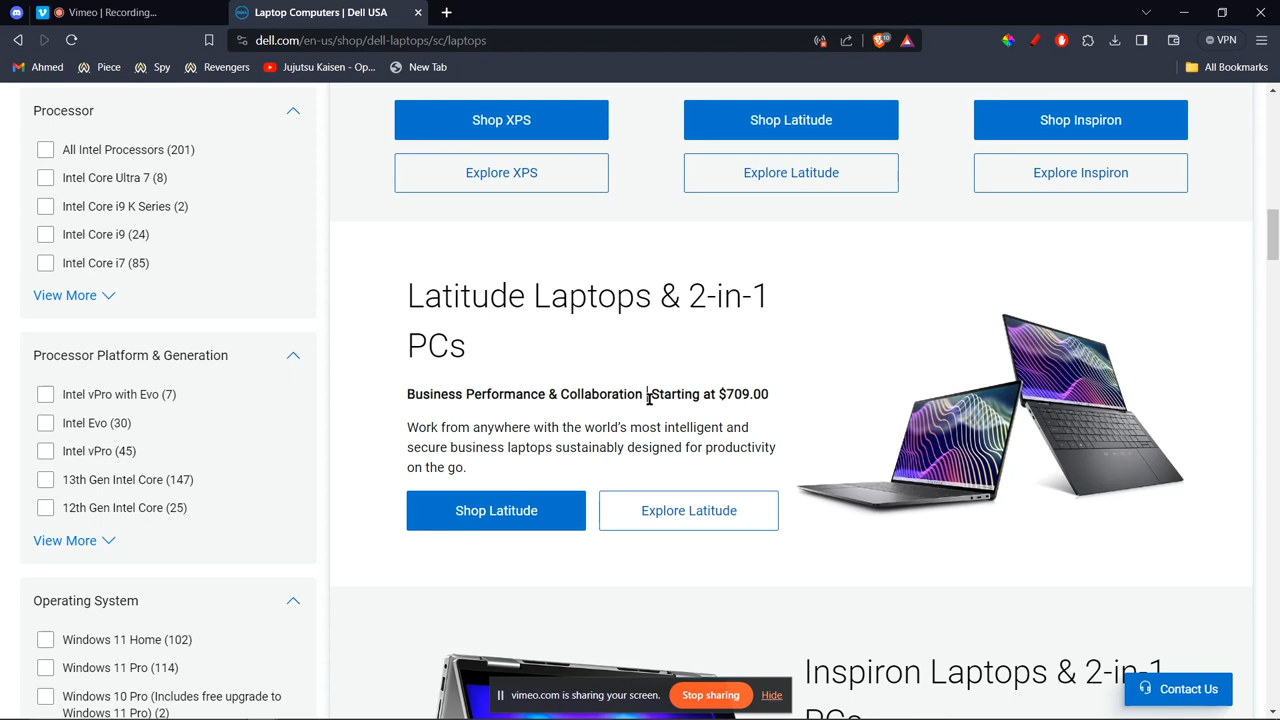 Vimeo | Recording...
Laptop Computers | Dell USA
dell.com/en-us/shop/dell-laptops/sc/laptops
10
VPN
Ahmed
Piece
Spy
Revengers
Jujutsu Kaisen - Op...
New Tab
All Bookmarks
Processor
All Intel Processors (201)
Intel Core Ultra 7 (8)
Intel Core i9 K Series (2)
Intel Core i9 (24)
Intel Core i7 (85)
View More
Processor Platform & Generation
Intel vPro with Evo (7)
Intel Evo (30)
Intel vPro (45)
13th Gen Intel Core (147)
12th Gen Intel Core (25)
View More
Operating System
Windows 11 Home (102)
Windows 11 Pro (114)
Windows 10 Pro (Includes free upgrade to
Windows 11 Pro) (2)
Shop XPS
Shop Latitude
Shop Inspiron
Explore XPS
Explore Latitude
Explore Inspiron
Latitude Laptops & 2-in-1
PCs
Business Performance & Collaboration | Starting at $709.00
Work from anywhere with the world's most intelligent and
secure business laptops sustainably designed for productivity
on the go.
Shop Latitude
Explore Latitude
Inspiron Laptops & 2-in-1
PCs
vimeo.com is sharing your screen.
Stop sharing
Hide
Contact Us